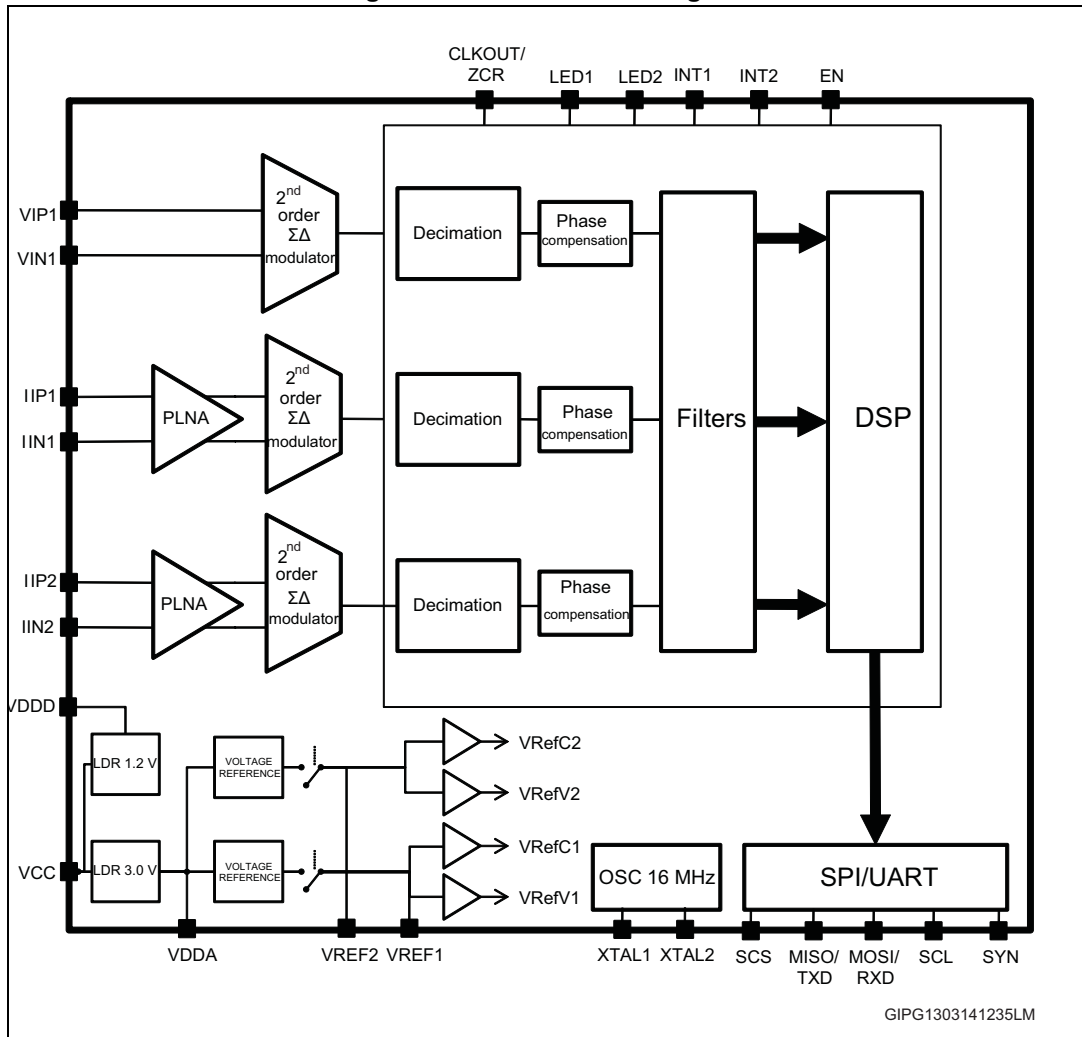 CLKOUT/
ZCR
LED1
LED2
INT1
INT2
EN
VIP1
VIN1
2nd
order
ΣΔ
modulator
Decimation
Phase
compensation
IIP1
IIN1
PLNA
2nd
order
ΣΔ
modulator
Decimation
Phase
compensation
Filters
DSP
IIP2
IIN2
PLNA
2nd
order
ΣΔ
modulator
Decimation
Phase
compensation
VDDD
LDR 1.2 V
VOLTAGE
REFERENCE
VRefC2
VRefV2
VCC
LDR 3.0 V
VOLTAGE
REFERENCE
VRefC1
VRefV1
OSC 16 MHz
SPI/UART
VDDA
VREF2
VREF1
XTAL1
XTAL2
SCS
MISO/
TXD
MOSI/
RXD
SCL
SYN
GIPG1303141235LM